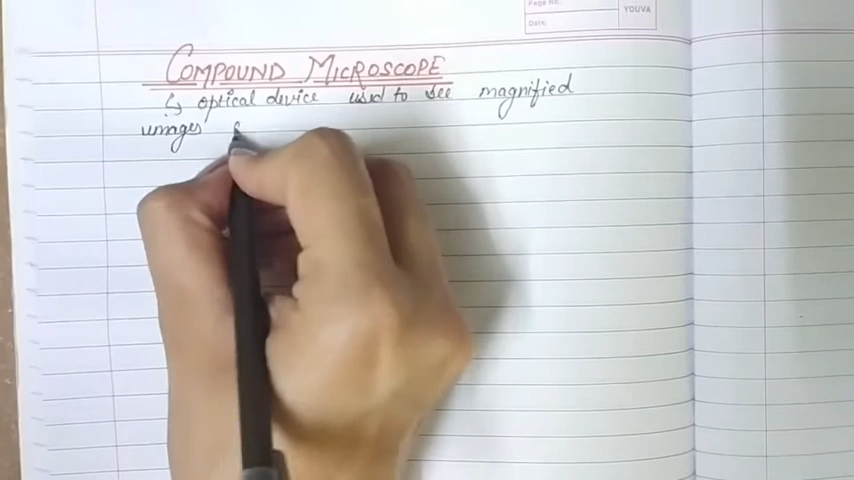 Page No.
Date:
YOUVA
COMPOUND MICROSCOPE
↳ optical device used to see magnified
images